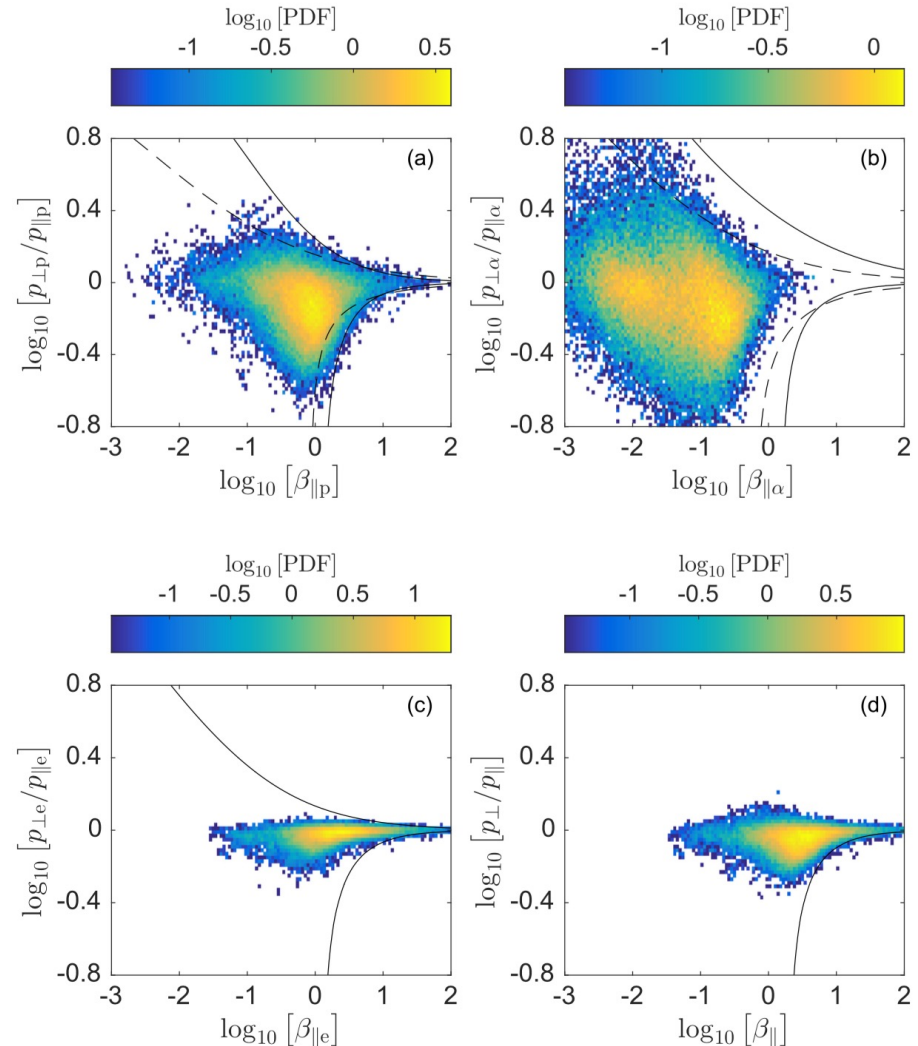 log₁₀ [PDF] log₁₀ [PDF]
-1 -0.5 0 0.5 -1 -0.5 0
0.8 (a) 0.8 (b)
0.4 0.4
0 0
-0.4 -0.4
-0.8 -0.8
log₁₀ [p⊥p/p∥p] log₁₀ [p⊥α/p∥α]
-3 -2 -1 0 1 2 -3 -2 -1 0 1 2
log₁₀ [β∥p] log₁₀ [β∥α]
log₁₀ [PDF] log₁₀ [PDF]
-1 -0.5 0 0.5 1 -1 -0.5 0 0.5
0.8 (c) 0.8 (d)
0.4 0.4
0 0
-0.4 -0.4
-0.8 -0.8
log₁₀ [p⊥e/p∥e] log₁₀ [p⊥/p∥]
-3 -2 -1 0 1 2 -3 -2 -1 0 1 2
log₁₀ [β∥e] log₁₀ [β∥]